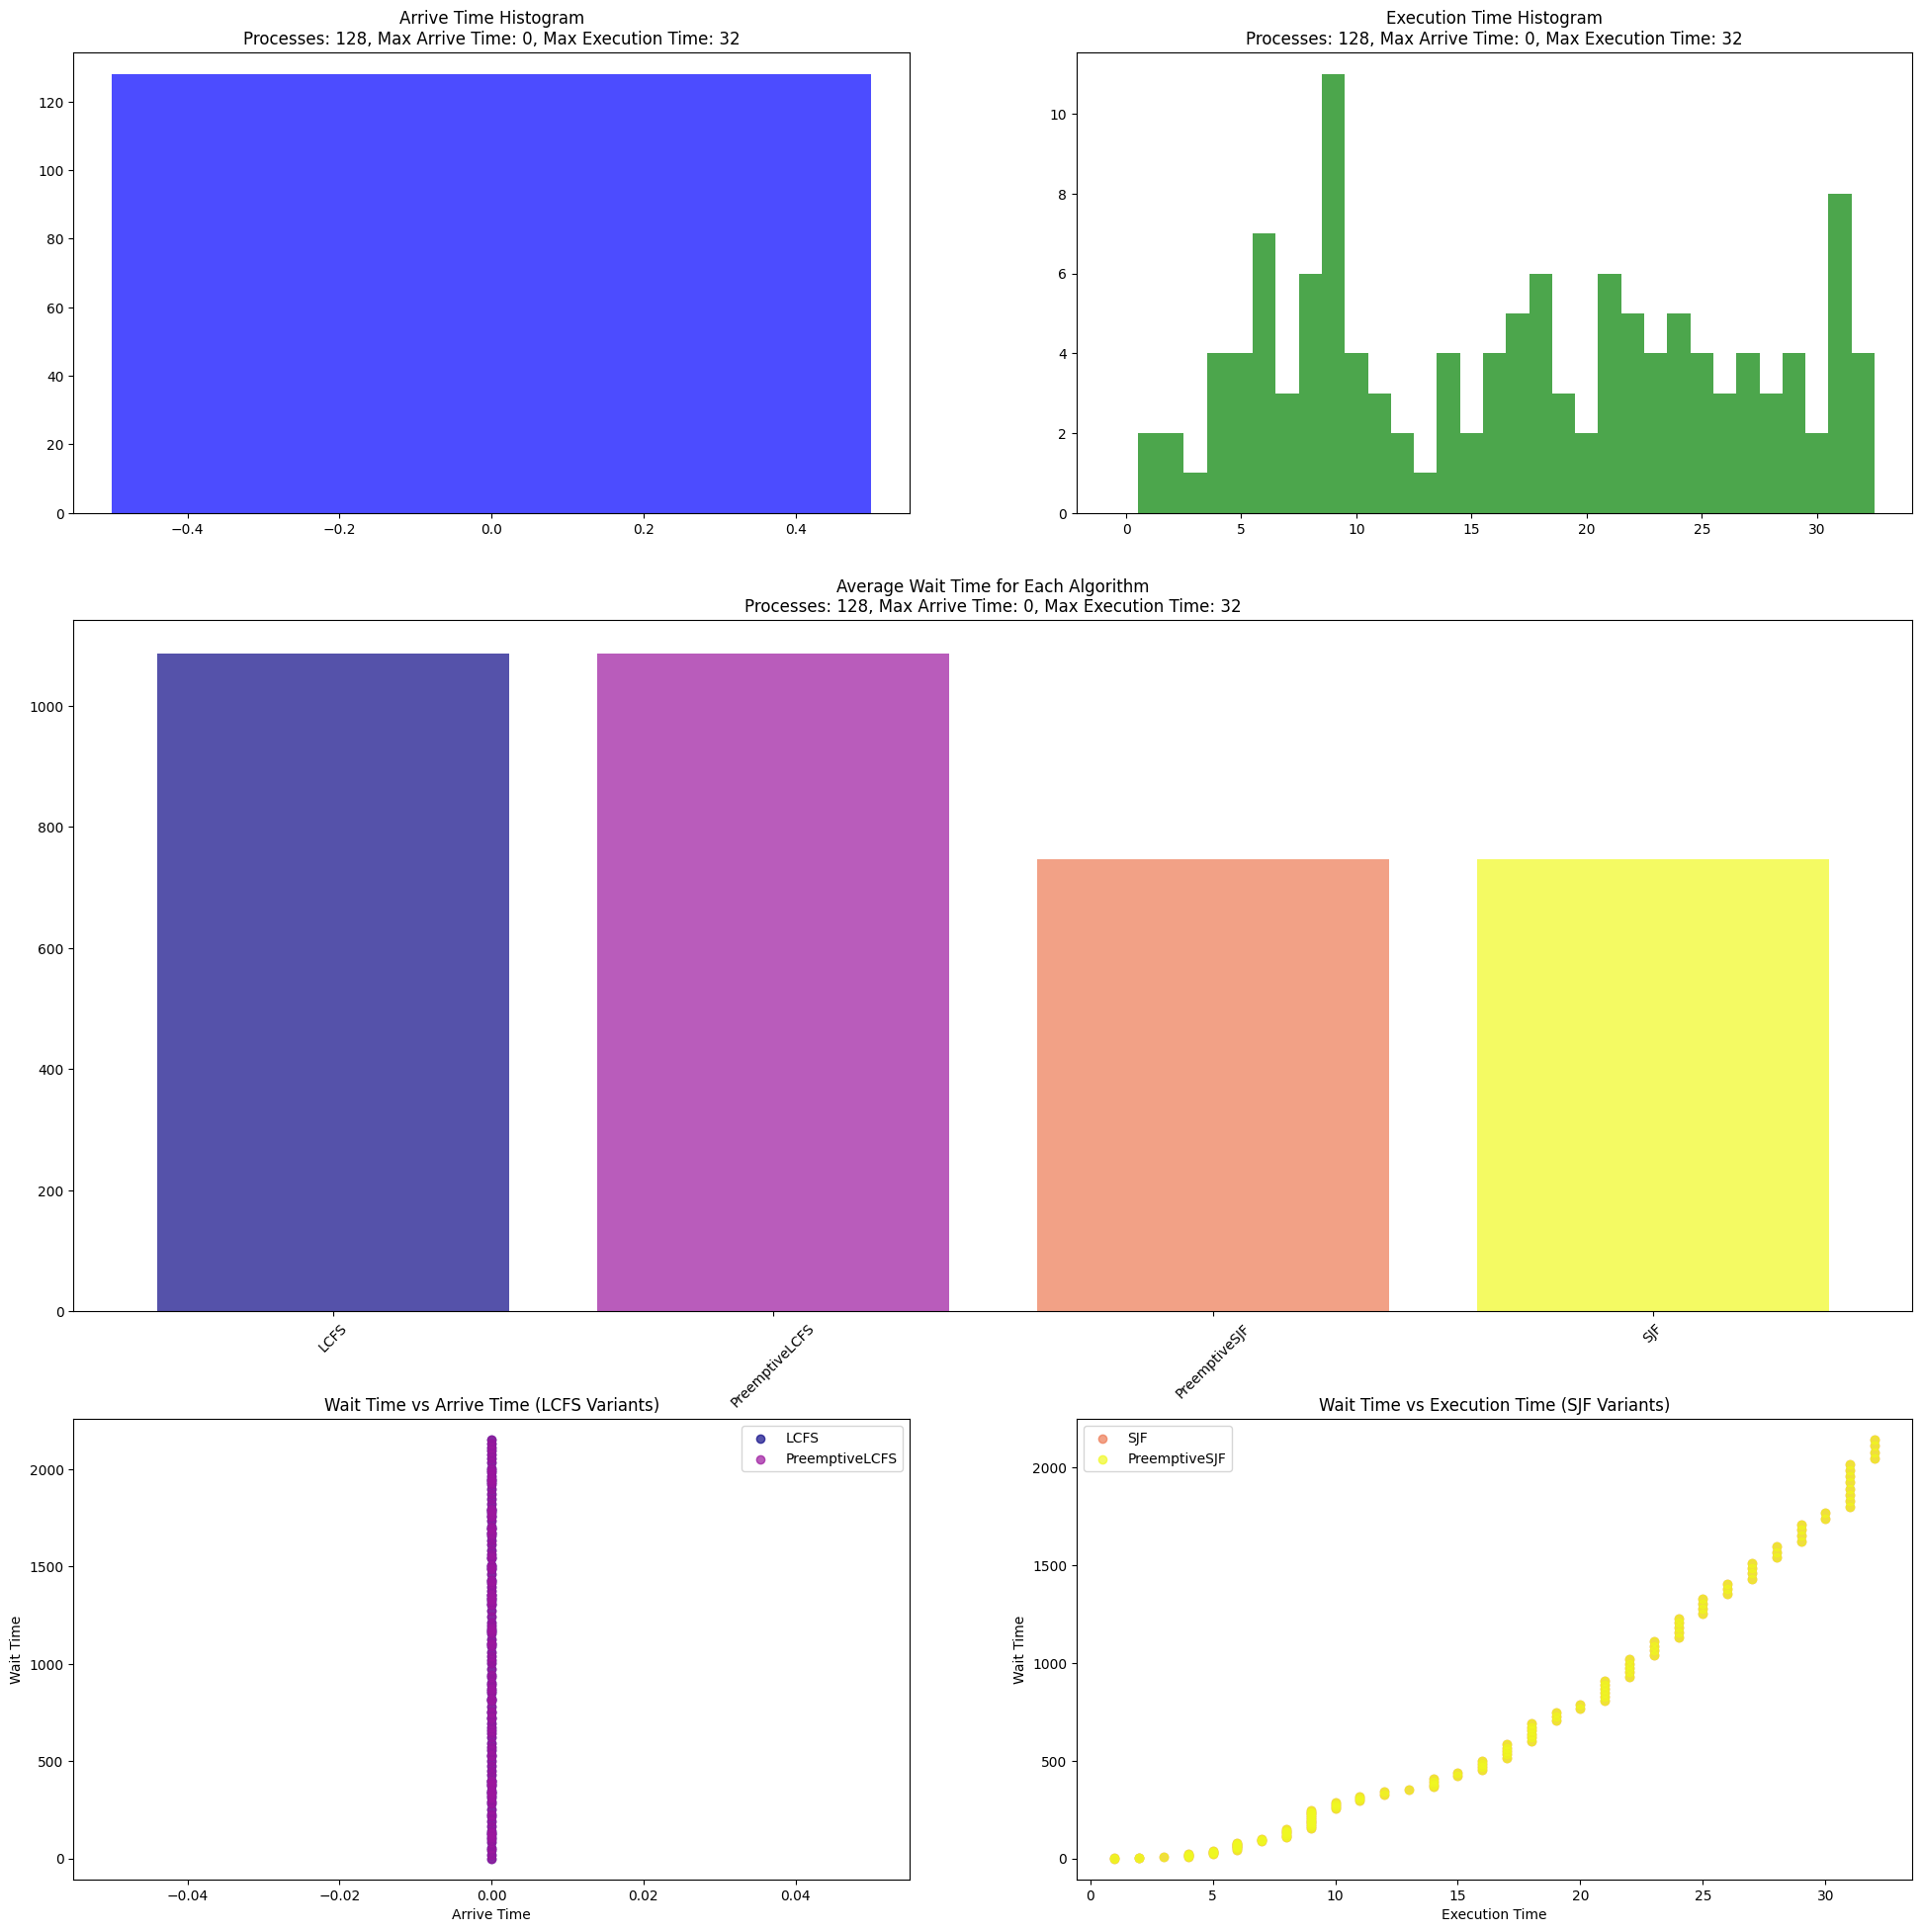 Arrive Time Histogram
Processes: 128, Max Arrive Time: 0, Max Execution Time: 32
120
100
80
60
40
20
0
−0.4 −0.2 0.0 0.2 0.4
Execution Time Histogram
Processes: 128, Max Arrive Time: 0, Max Execution Time: 32
10
8
6
4
2
0
0 5 10 15 20 25 30
Average Wait Time for Each Algorithm
Processes: 128, Max Arrive Time: 0, Max Execution Time: 32
1000
800
600
400
200
0
LCFS
PreemptiveLCFS
PreemptiveSJF
SJF
Wait Time vs Arrive Time (LCFS Variants)
LCFS
PreemptiveLCFS
Wait Time
2000
1500
1000
500
0
−0.04 −0.02 0.00 0.02 0.04
Arrive Time
Wait Time vs Execution Time (SJF Variants)
SJF
PreemptiveSJF
Wait Time
2000
1500
1000
500
0
0 5 10 15 20 25 30
Execution Time